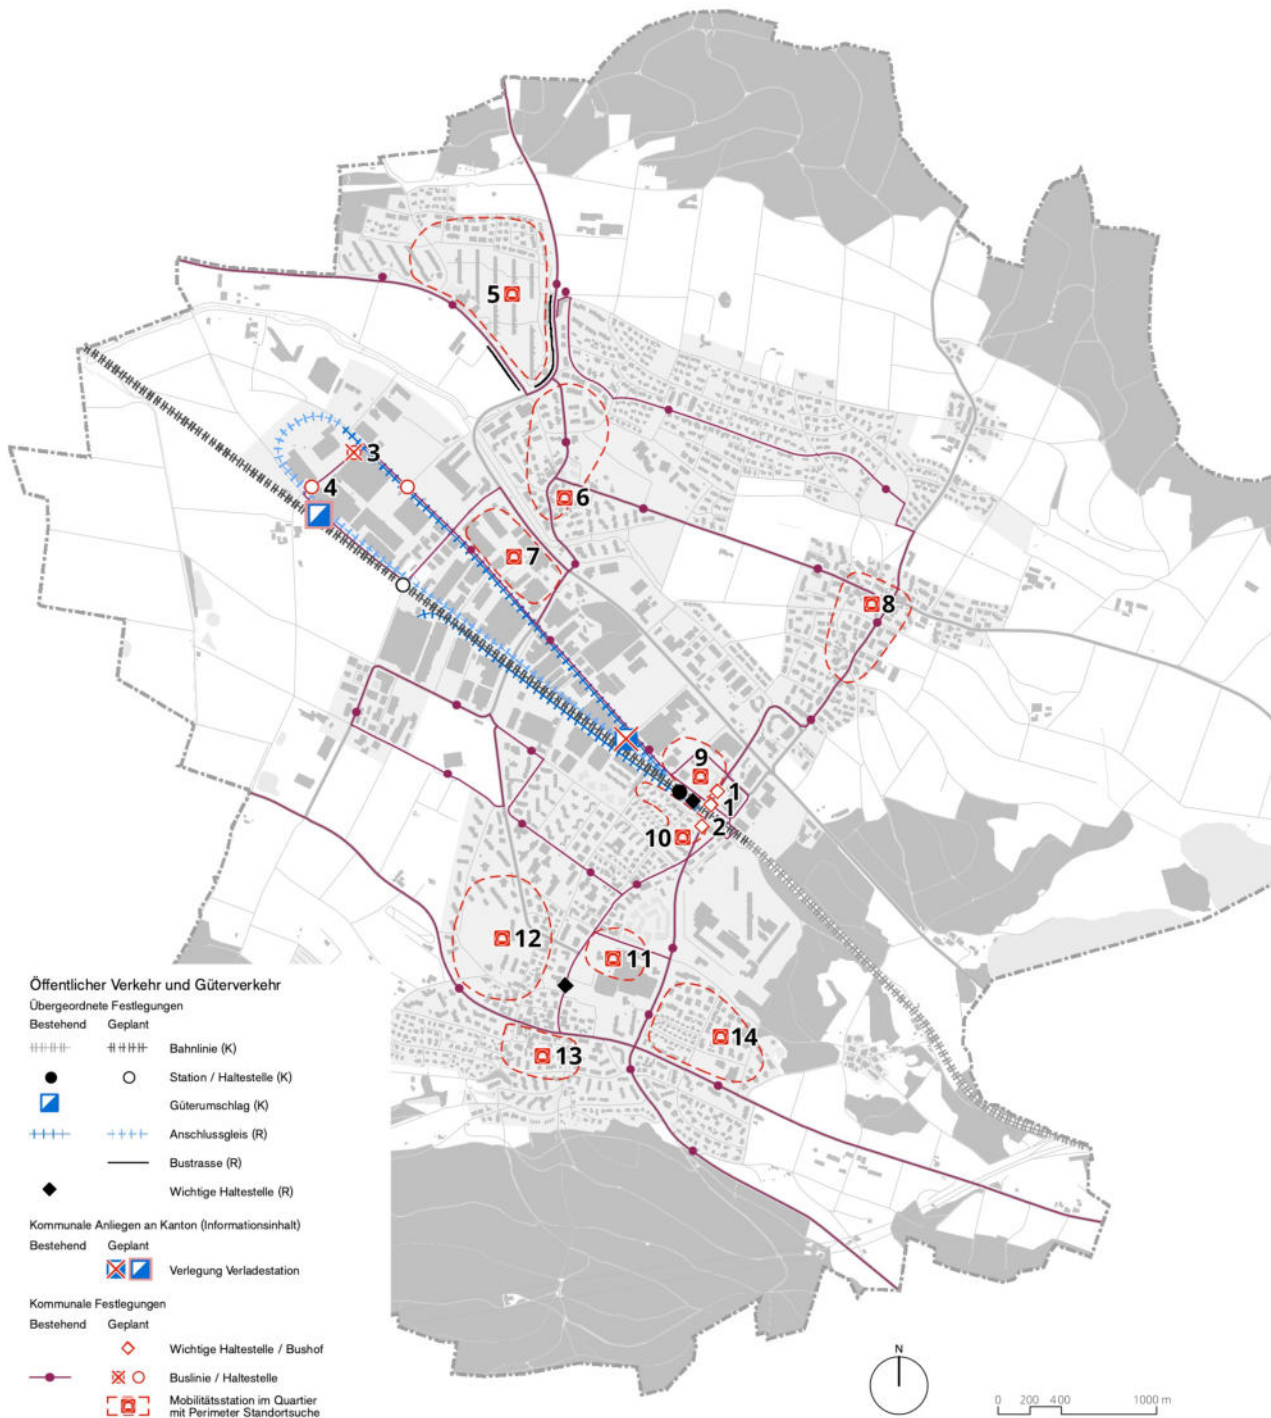 5
3
4
6
7
8
9
1
1
2
10
12
11
14
13
Öffentlicher Verkehr und Güterverkehr
Übergeordnete Festlegungen
Bestehend Geplant
Bahnlinie (K)
Station / Haltestelle (K)
Güterumschlag (K)
Anschlussgleis (R)
Bustrasse (R)
Wichtige Haltestelle (R)
Kommunale Anliegen an Kanton (Informationsinhalt)
Bestehend Geplant
Verlegung Verladestation
Kommunale Festlegungen
Bestehend Geplant
Wichtige Haltestelle / Bushof
Buslinie / Haltestelle
Mobilitätsstation im Quartier
mit Perimeter Standortsuche
N
0 200 400 1000 m